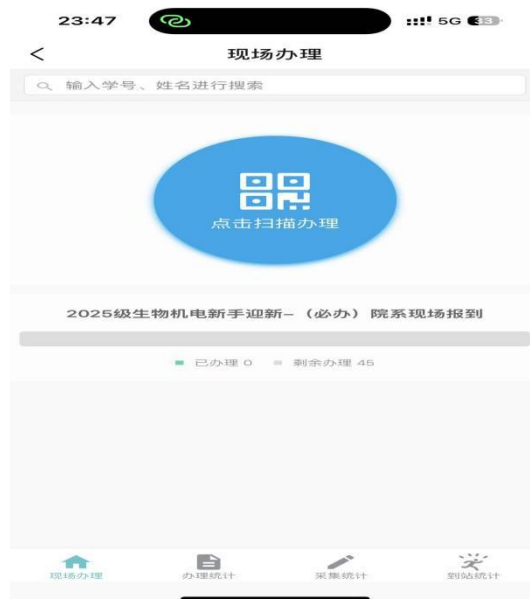 23:47
5G 33
现场办理
输入学号、姓名进行搜索
点击扫描办理
2025级生物机电新手迎新-（必办）院系现场报到
已办理 0 剩余办理 45
现场办理 办理统计 采集统计 到站统计